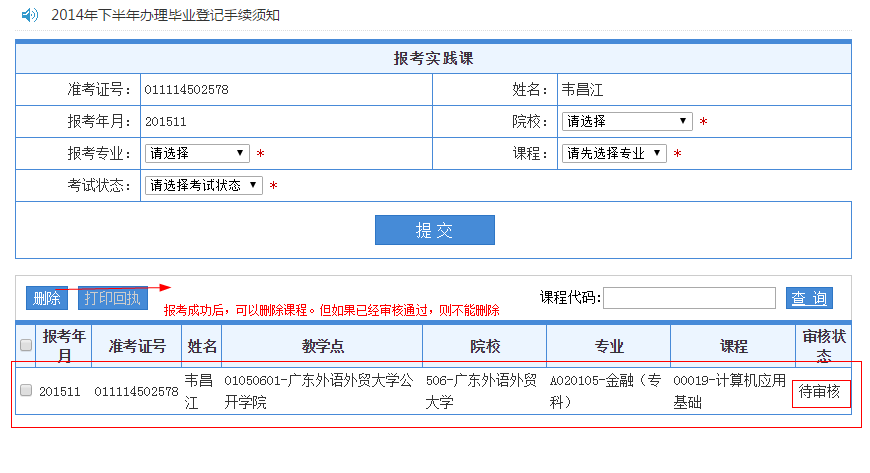 2014年下半年办理毕业登记手续须知
报考实践课
准考证号: 011114502578 姓名: 韦昌江
报考年月: 201511 院校: 请选择 *
报考专业: 请选择 * 课程: 请先选择专业 *
考试状态: 请选择考试状态 *
提 交
删除 打印回执 课程代码: 查 询
报考成功后，可以删除课程。但如果已经审核通过，则不能删除
报考年月 准考证号 姓名 教学点 院校 专业 课程 审核状态
201511 011114502578 韦昌江 01050601-广东外语外贸大学公开学院 506-广东外语外贸大学 A020105-金融（专科） 00019-计算机应用基础 待审核